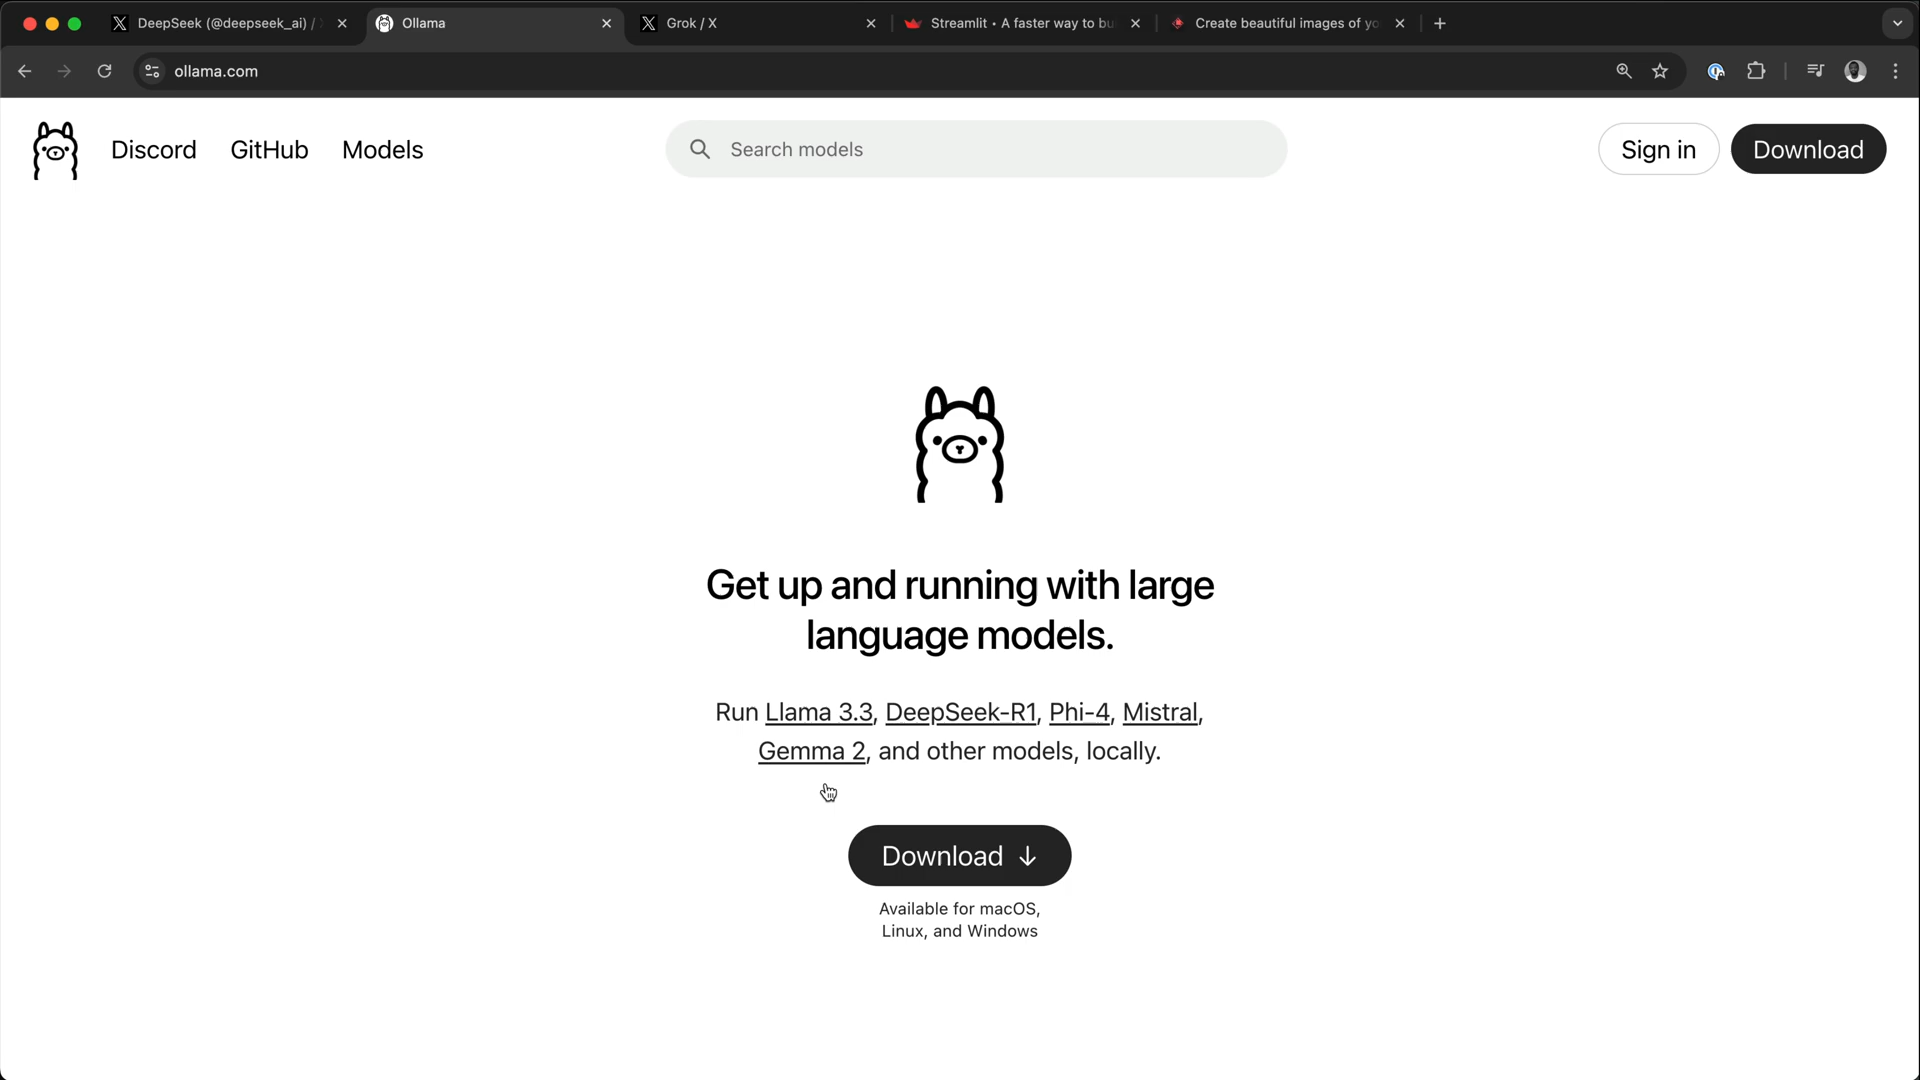 DeepSeek (@deepseek_ai) /
Ollama
Grok / X
Streamlit • A faster way to bu
Create beautiful images of yo
ollama.com
Discord
GitHub
Models
Search models
Sign in
Download
Get up and running with large
language models.
Run Llama 3.3, DeepSeek-R1, Phi-4, Mistral,
Gemma 2, and other models, locally.
Download ↓
Available for macOS,
Linux, and Windows